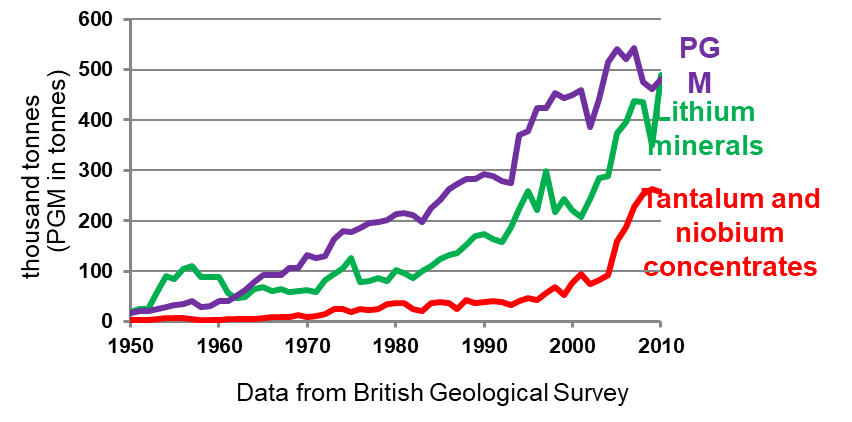 600
500
400
300
200
100
0
thousand tonnes
(PGM in tonnes)
1950 1960 1970 1980 1990 2000 2010
PG
M
Lithium
minerals
Tantalum and
niobium
concentrates
Data from British Geological Survey